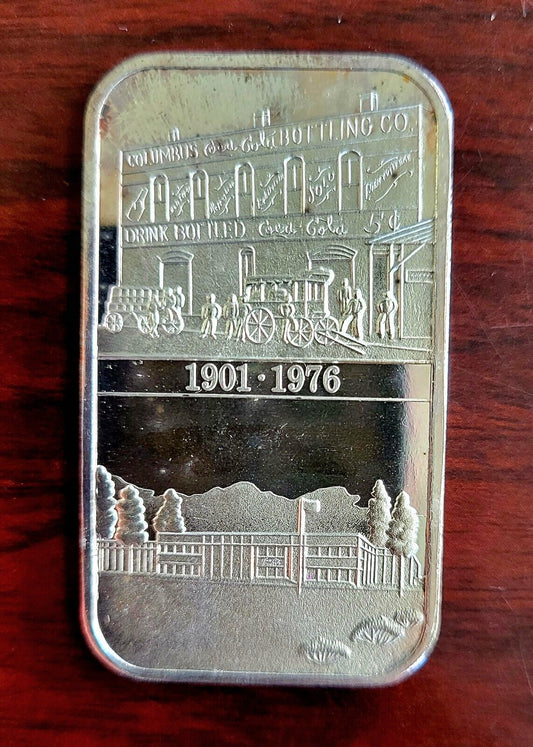 COLUMBUS Coca Cola BOTTLING CO.
DRINK BOTTLED Coca Cola 5¢
1901 · 1976